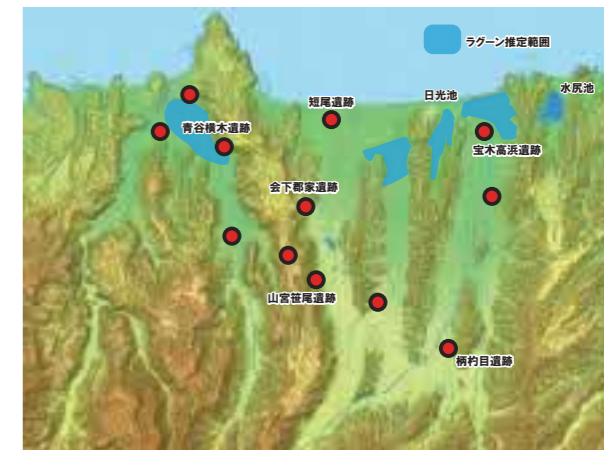 ラグーン推定範囲
水尻池
日光池
短尾遺跡
青谷横木遺跡
宝木高浜遺跡
会下郡家遺跡
山宮笹尾遺跡
柄杓目遺跡